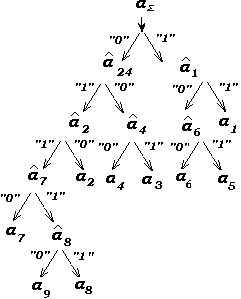 a_Σ
"0" "1"
â_24 â_1
"1" "0" "0" "1"
â_2 â_4 â_6 a_1
"1" "0" "0" "1" "0" "1"
â_7 a_2 a_4 a_3 a_6 a_5
"0" "1"
a_7 â_8
"0" "1"
a_9 a_8